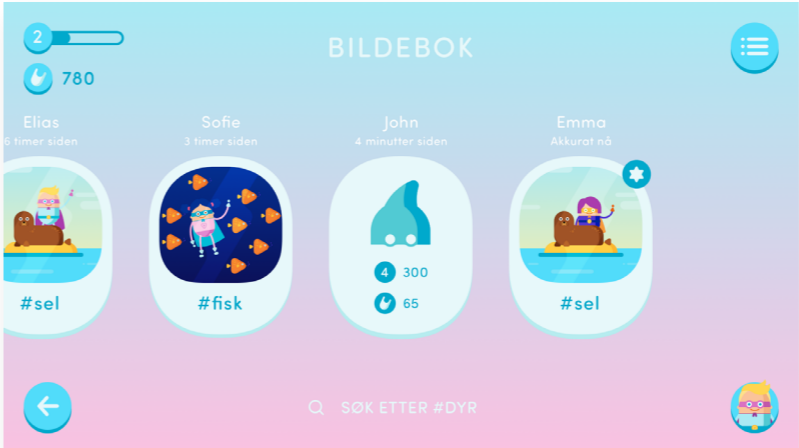 2
BILDEBOK
780
Elias
6 timer siden
#sel
Sofie
3 timer siden
#fisk
John
4 minutter siden
4 300
65
Emma
Akkurat nå
#sel
SØK ETTER #DYR